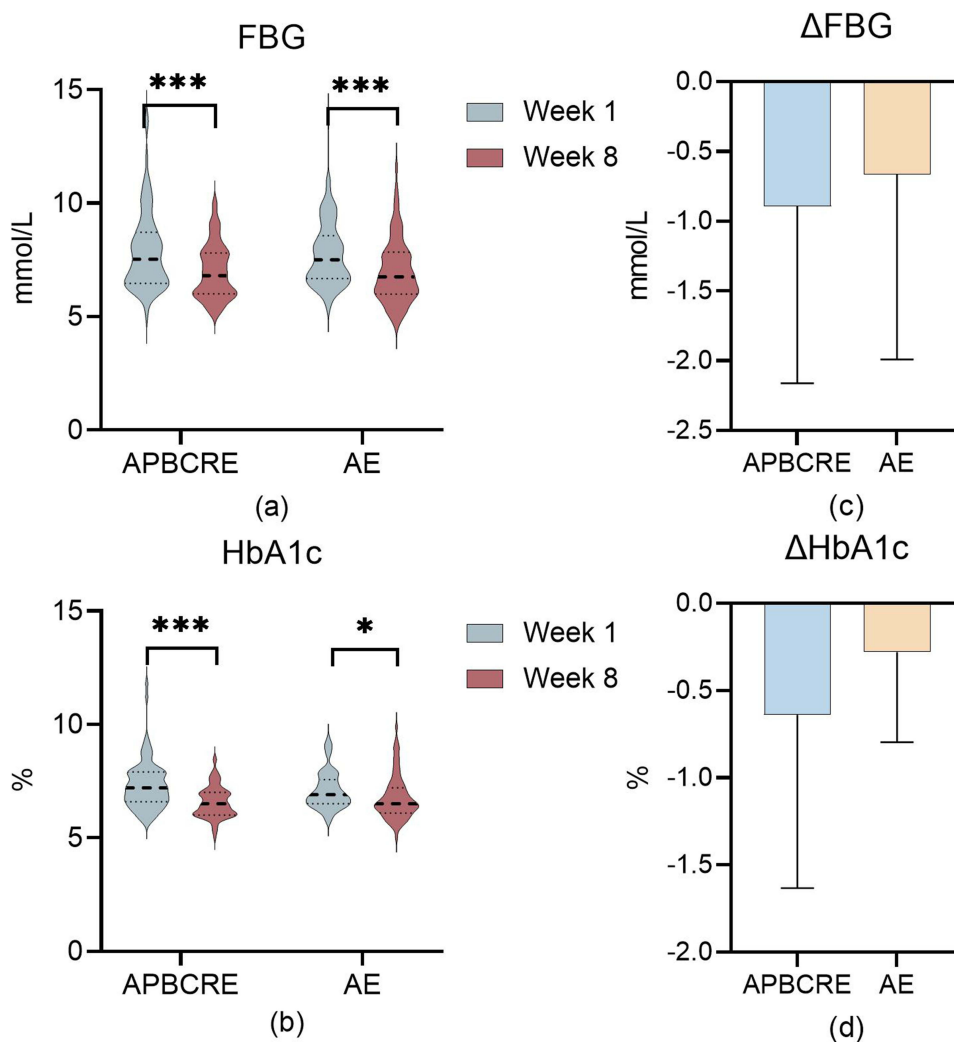 FBG
*** ***
15
10
5
0
mmol/L
Week 1
Week 8
APBCRE AE
(a)
ΔFBG
0.0
-0.5
-1.0
-1.5
-2.0
-2.5
mmol/L
APBCRE AE
(c)
HbA1c
*** *
15
10
5
0
%
Week 1
Week 8
APBCRE AE
(b)
ΔHbA1c
0.0
-0.5
-1.0
-1.5
-2.0
%
APBCRE AE
(d)